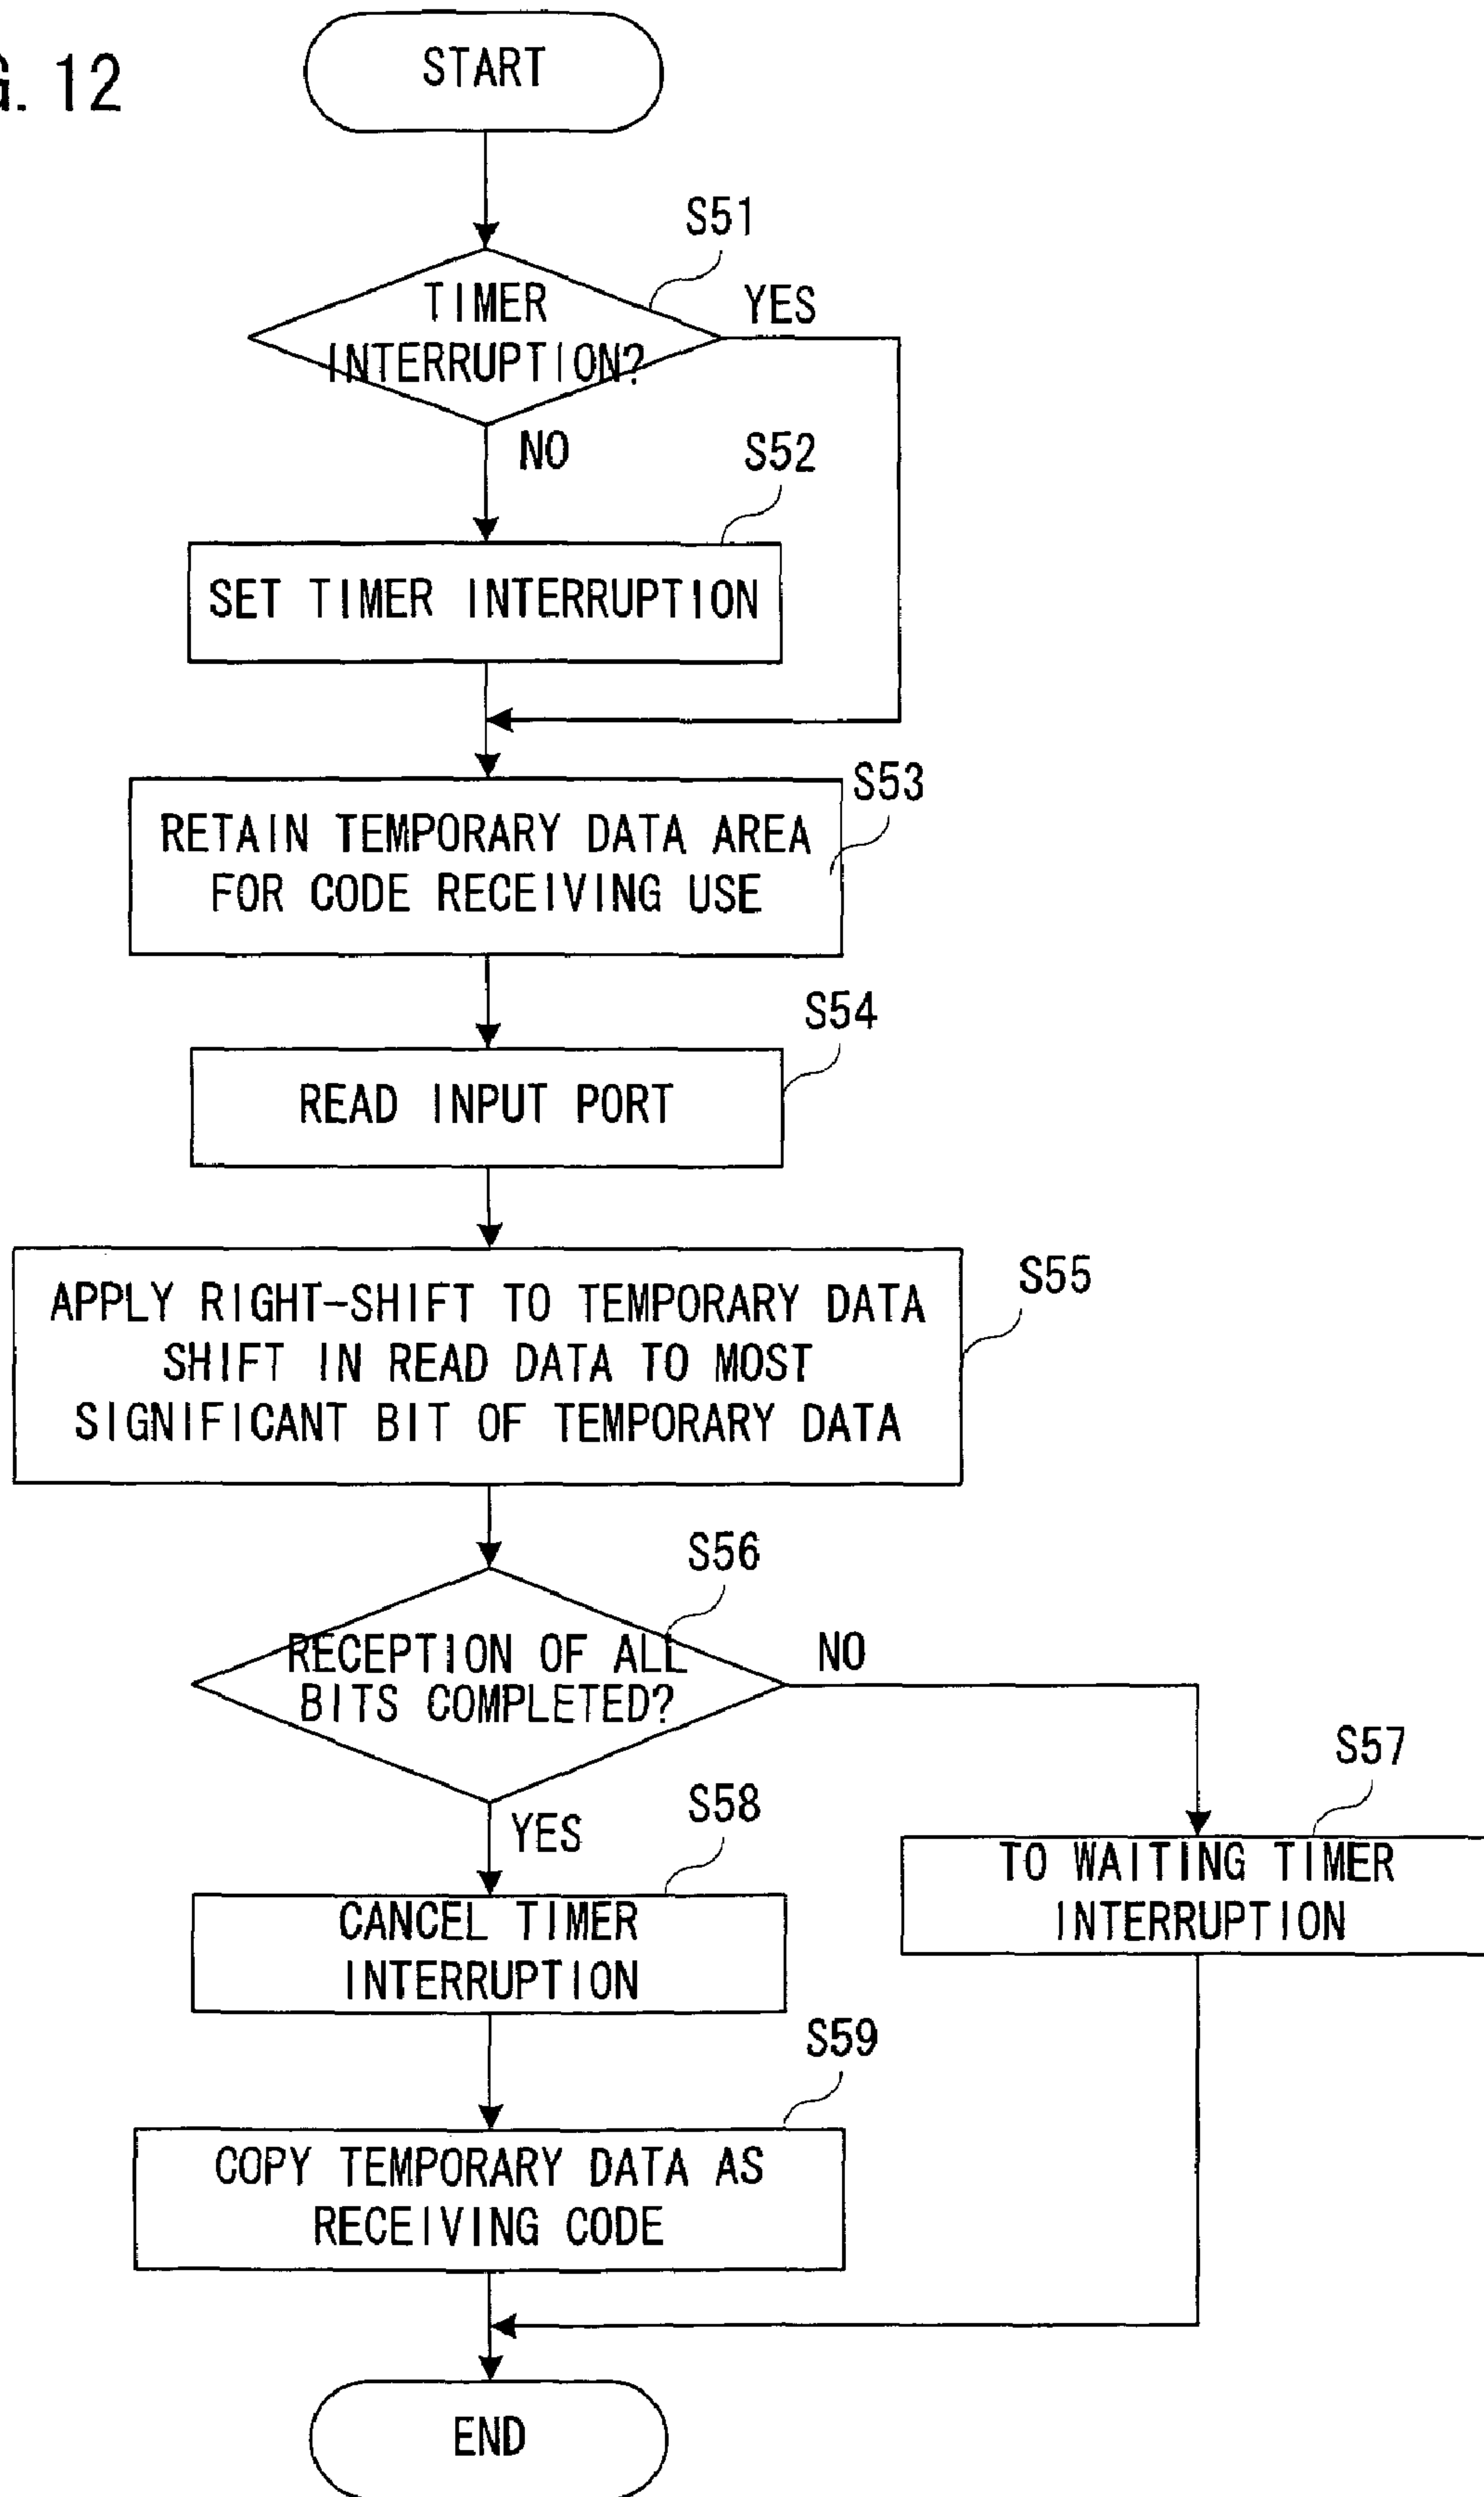 G. 12
START
S51
TIMER
INTERRUPTION?
YES
NO
S52
SET TIMER INTERRUPTION
S53
RETAIN TEMPORARY DATA AREA
FOR CODE RECEIVING USE
S54
READ INPUT PORT
S55
APPLY RIGHT-SHIFT TO TEMPORARY DATA
SHIFT IN READ DATA TO MOST
SIGNIFICANT BIT OF TEMPORARY DATA
S56
RECEPTION OF ALL
BITS COMPLETED?
NO
S57
TO WAITING TIMER
INTERRUPTION
YES
S58
CANCEL TIMER
INTERRUPTION
S59
COPY TEMPORARY DATA AS
RECEIVING CODE
END